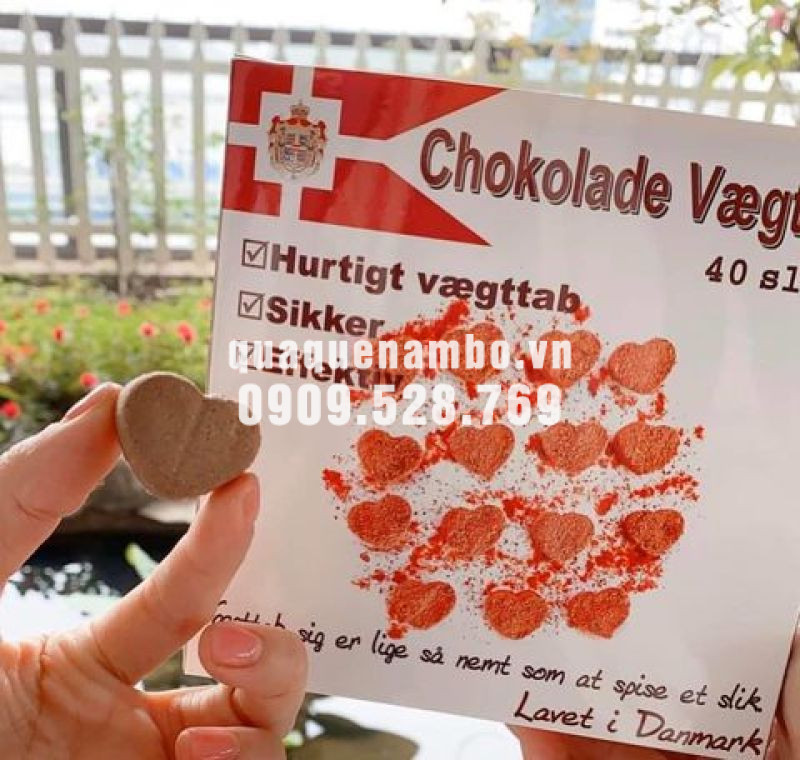 Chokolade Vægt
40 sl
Hurtigt vægttab
Sikker
Effektiv
quaquenambo.vn
0909.528.769
sig er lige så nemt som at spise et slik
Lavet i Danmark